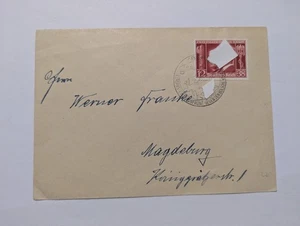 Herrn
Werner Franke
Magdeburg
Königgrätzerstr. 1